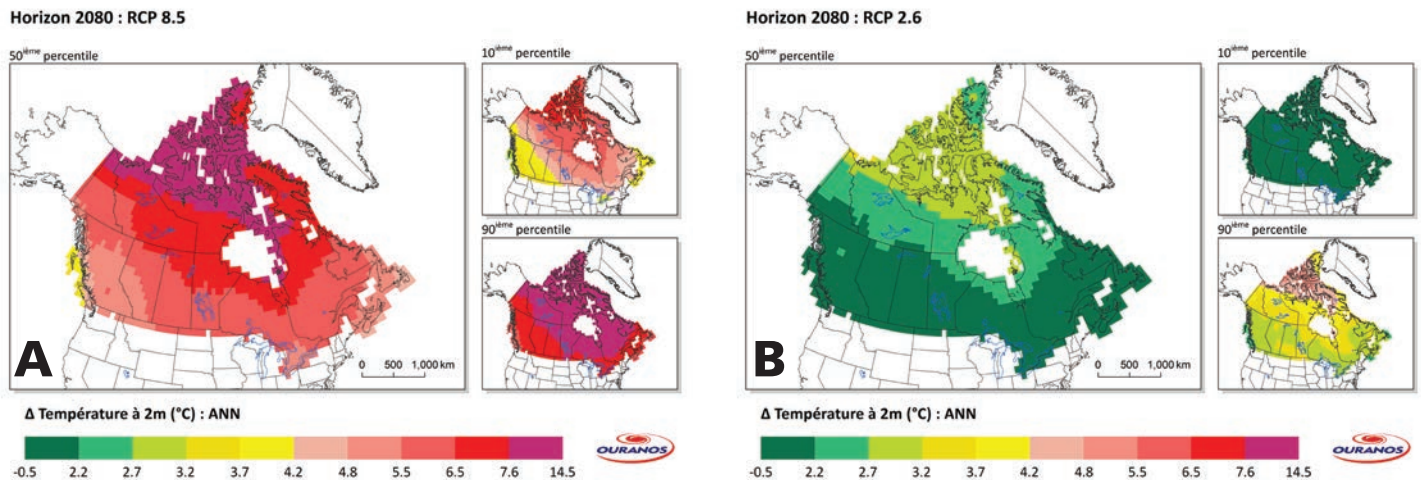 Horizon 2080 : RCP 8.5
50ième percentile
10ième percentile
90ième percentile
A
0 500 1,000 km
Δ Température à 2m (°C) : ANN
-0.5 2.2 2.7 3.2 3.7 4.2 4.8 5.5 6.5 7.6 14.5
OURANOS
Horizon 2080 : RCP 2.6
50ième percentile
10ième percentile
90ième percentile
B
0 500 1,000 km
Δ Température à 2m (°C) : ANN
-0.5 2.2 2.7 3.2 3.7 4.2 4.8 5.5 6.5 7.6 14.5
OURANOS